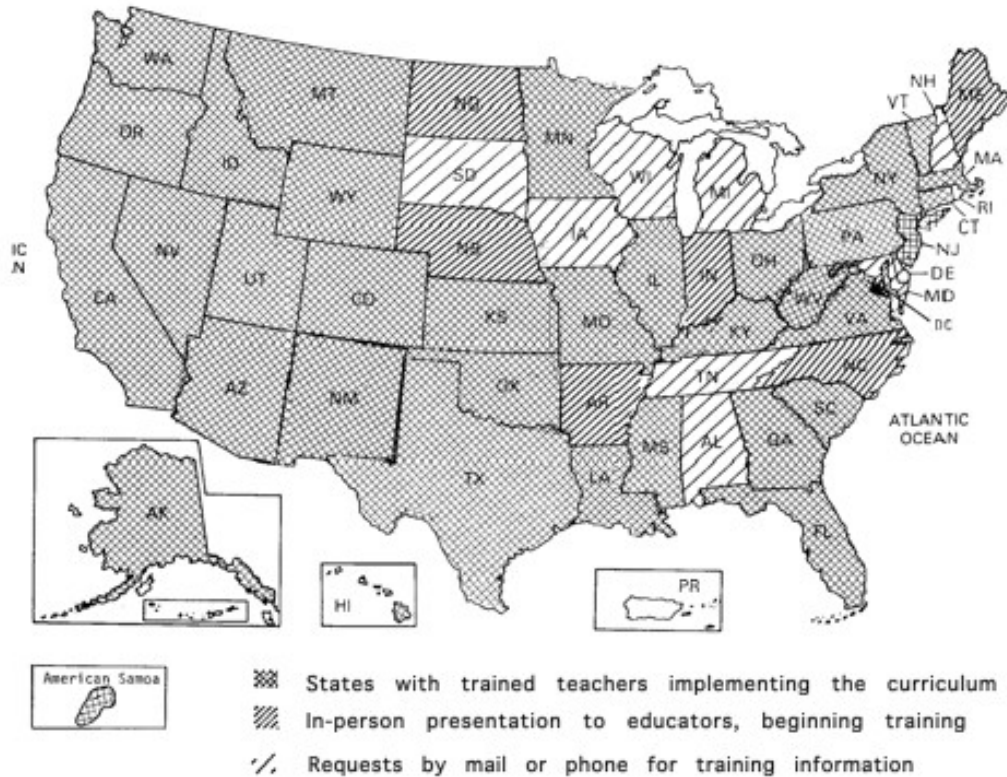 WA
MT
ND
MN
OR
ID
WY
SD
WI
MI
NH
VT
ME
NY
MA
RI
CT
NJ
PA
IC
N
NV
CA
UT
CO
NB
IA
IL
IN
OH
WV
DE
MD
DC
VA
KS
MO
KY
AZ
NM
OK
AR
TN
NC
SC
ATLANTIC
OCEAN
TX
LA
MS
AL
GA
FL
AK
HI
PR
American Samoa
States with trained teachers implementing the curriculum
In-person presentation to educators, beginning training
Requests by mail or phone for training information